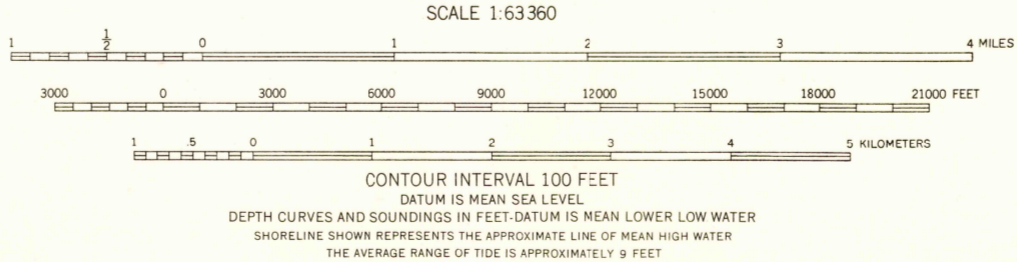 SCALE 1:63 360
1 1/2 0 1 2 3 4 MILES
3000 0 3000 6000 9000 12000 15000 18000 21000 FEET
1 .5 0 1 2 3 4 5 KILOMETERS
CONTOUR INTERVAL 100 FEET
DATUM IS MEAN SEA LEVEL
DEPTH CURVES AND SOUNDINGS IN FEET-DATUM IS MEAN LOWER LOW WATER
SHORELINE SHOWN REPRESENTS THE APPROXIMATE LINE OF MEAN HIGH WATER
THE AVERAGE RANGE OF TIDE IS APPROXIMATELY 9 FEET